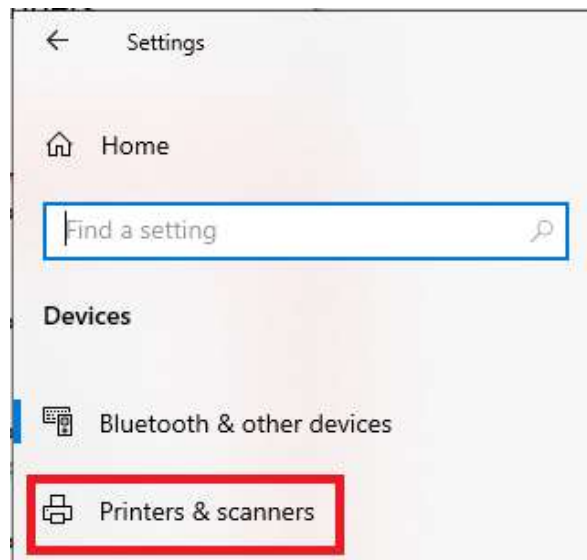 Settings
Home
Find a setting
Devices
Bluetooth & other devices
Printers & scanners